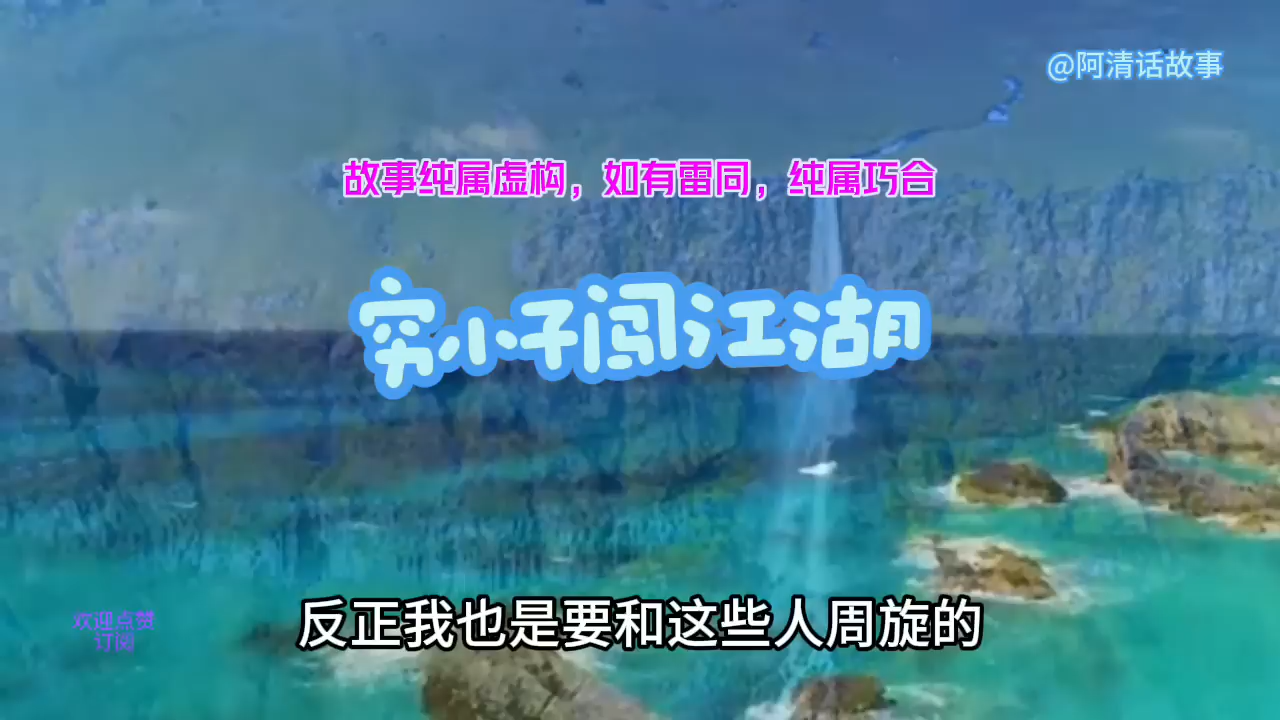 @阿清话故事
故事纯属虚构，如有雷同，纯属巧合
穷小子闯江湖
欢迎点赞
订阅
反正我也是要和这些人周旋的